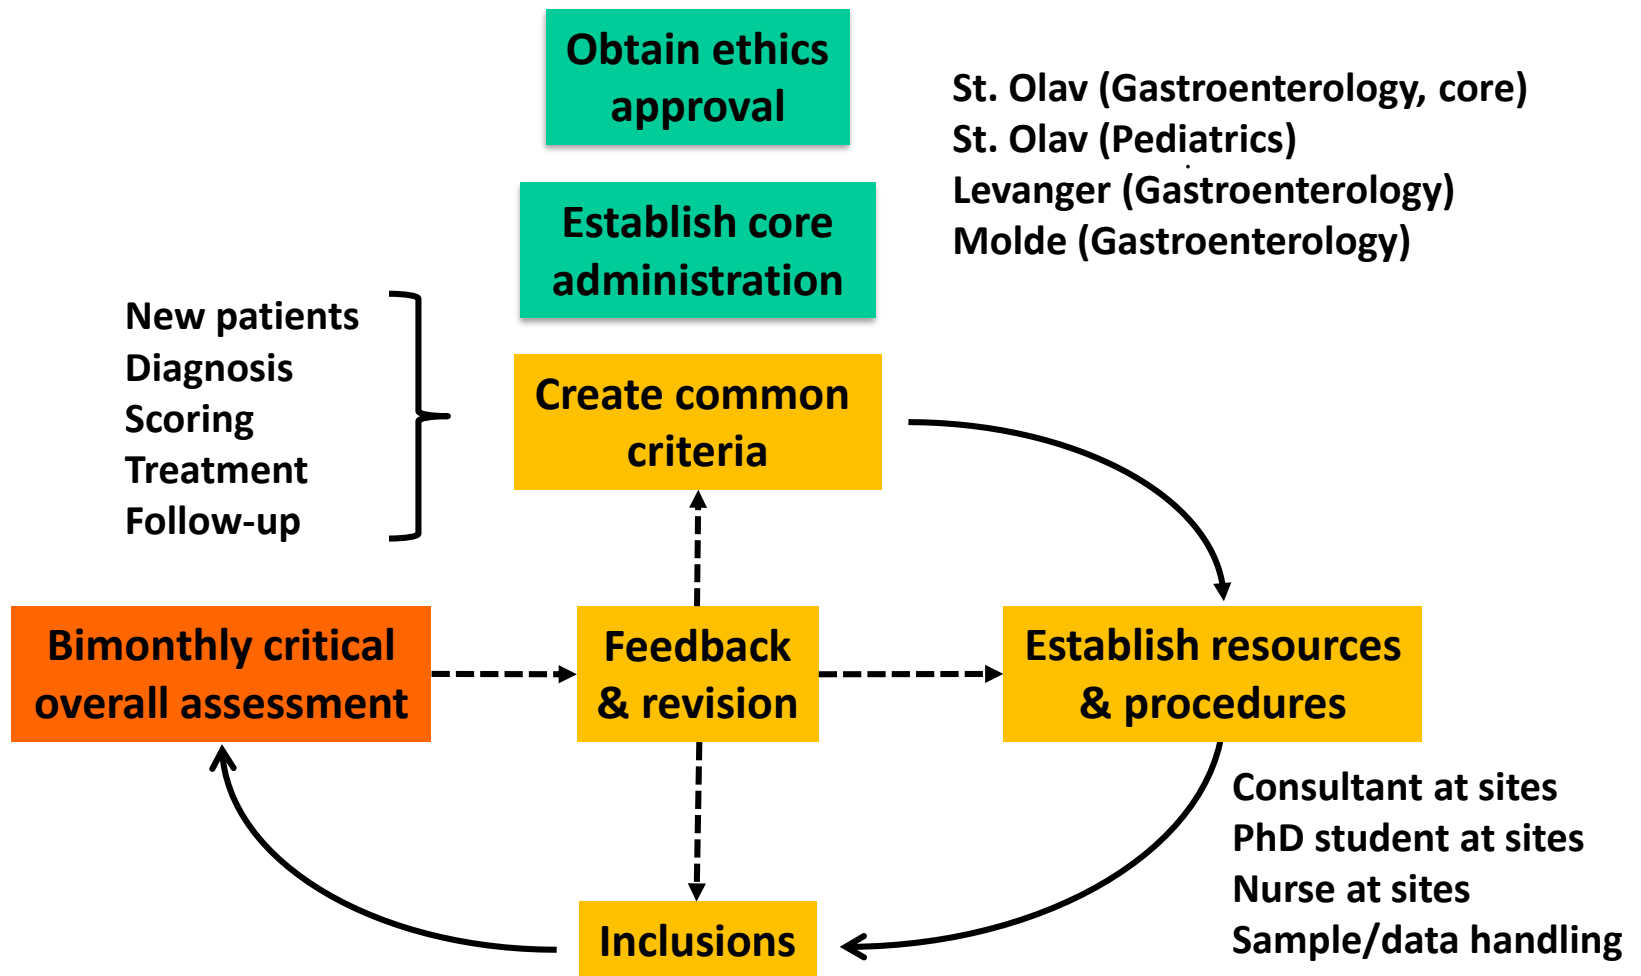 Obtain ethics
approval
St. Olav (Gastroenterology, core)
St. Olav (Pediatrics)
Levanger (Gastroenterology)
Molde (Gastroenterology)
Establish core
administration
New patients
Diagnosis
Scoring
Treatment
Follow-up
Create common
criteria
Bimonthly critical
overall assessment
Feedback
& revision
Establish resources
& procedures
Consultant at sites
PhD student at sites
Nurse at sites
Sample/data handling
Inclusions